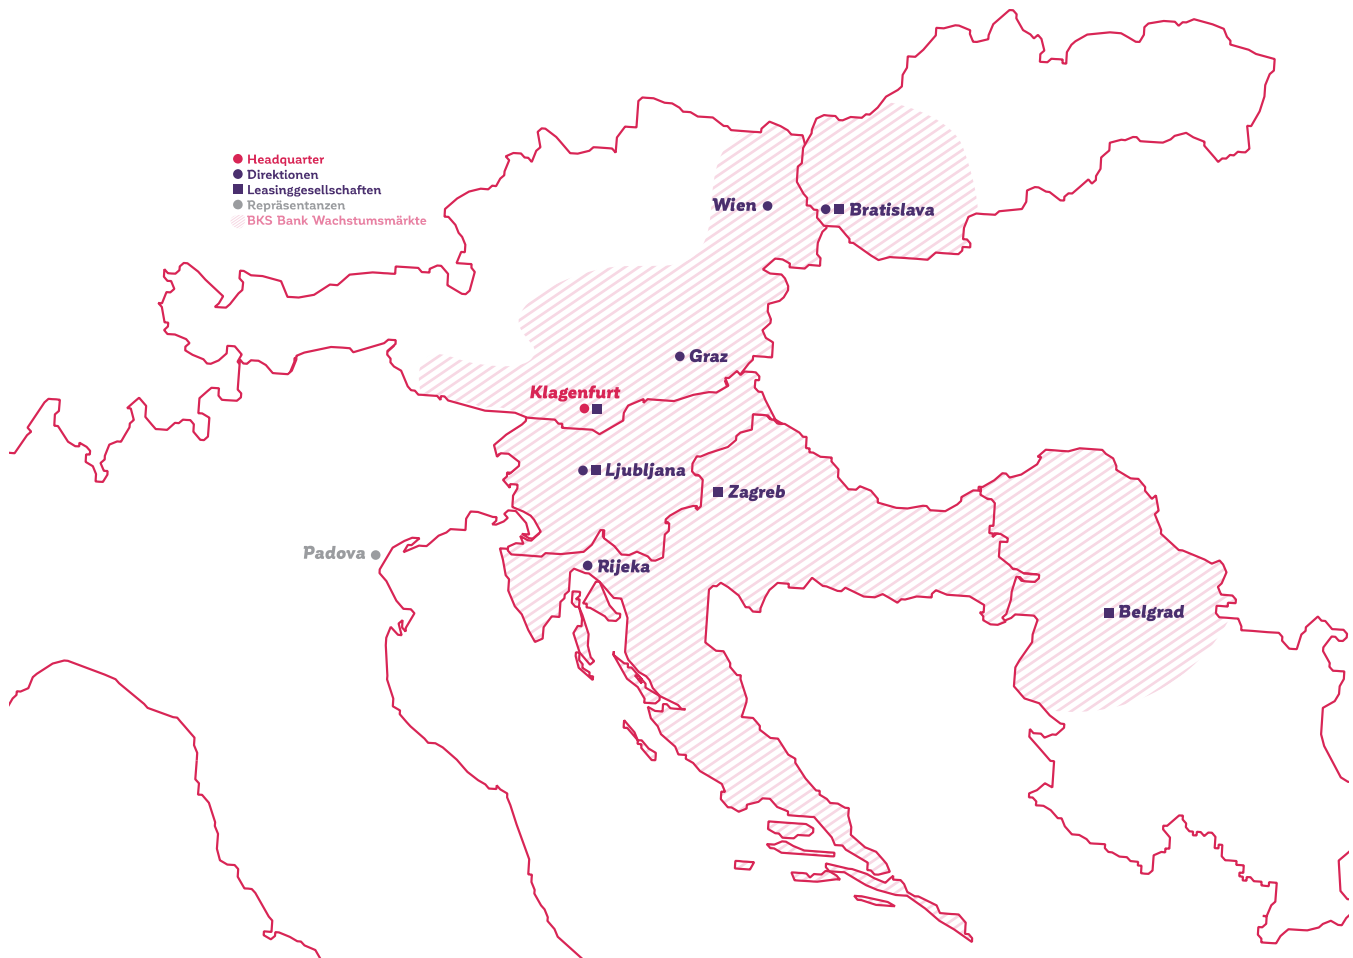 Headquarter
Direktionen
Leasinggesellschaften
Repräsentanzen
BKS Bank Wachstumsmärkte
Wien
Bratislava
Graz
Klagenfurt
Ljubljana
Zagreb
Padova
Rijeka
Belgrad